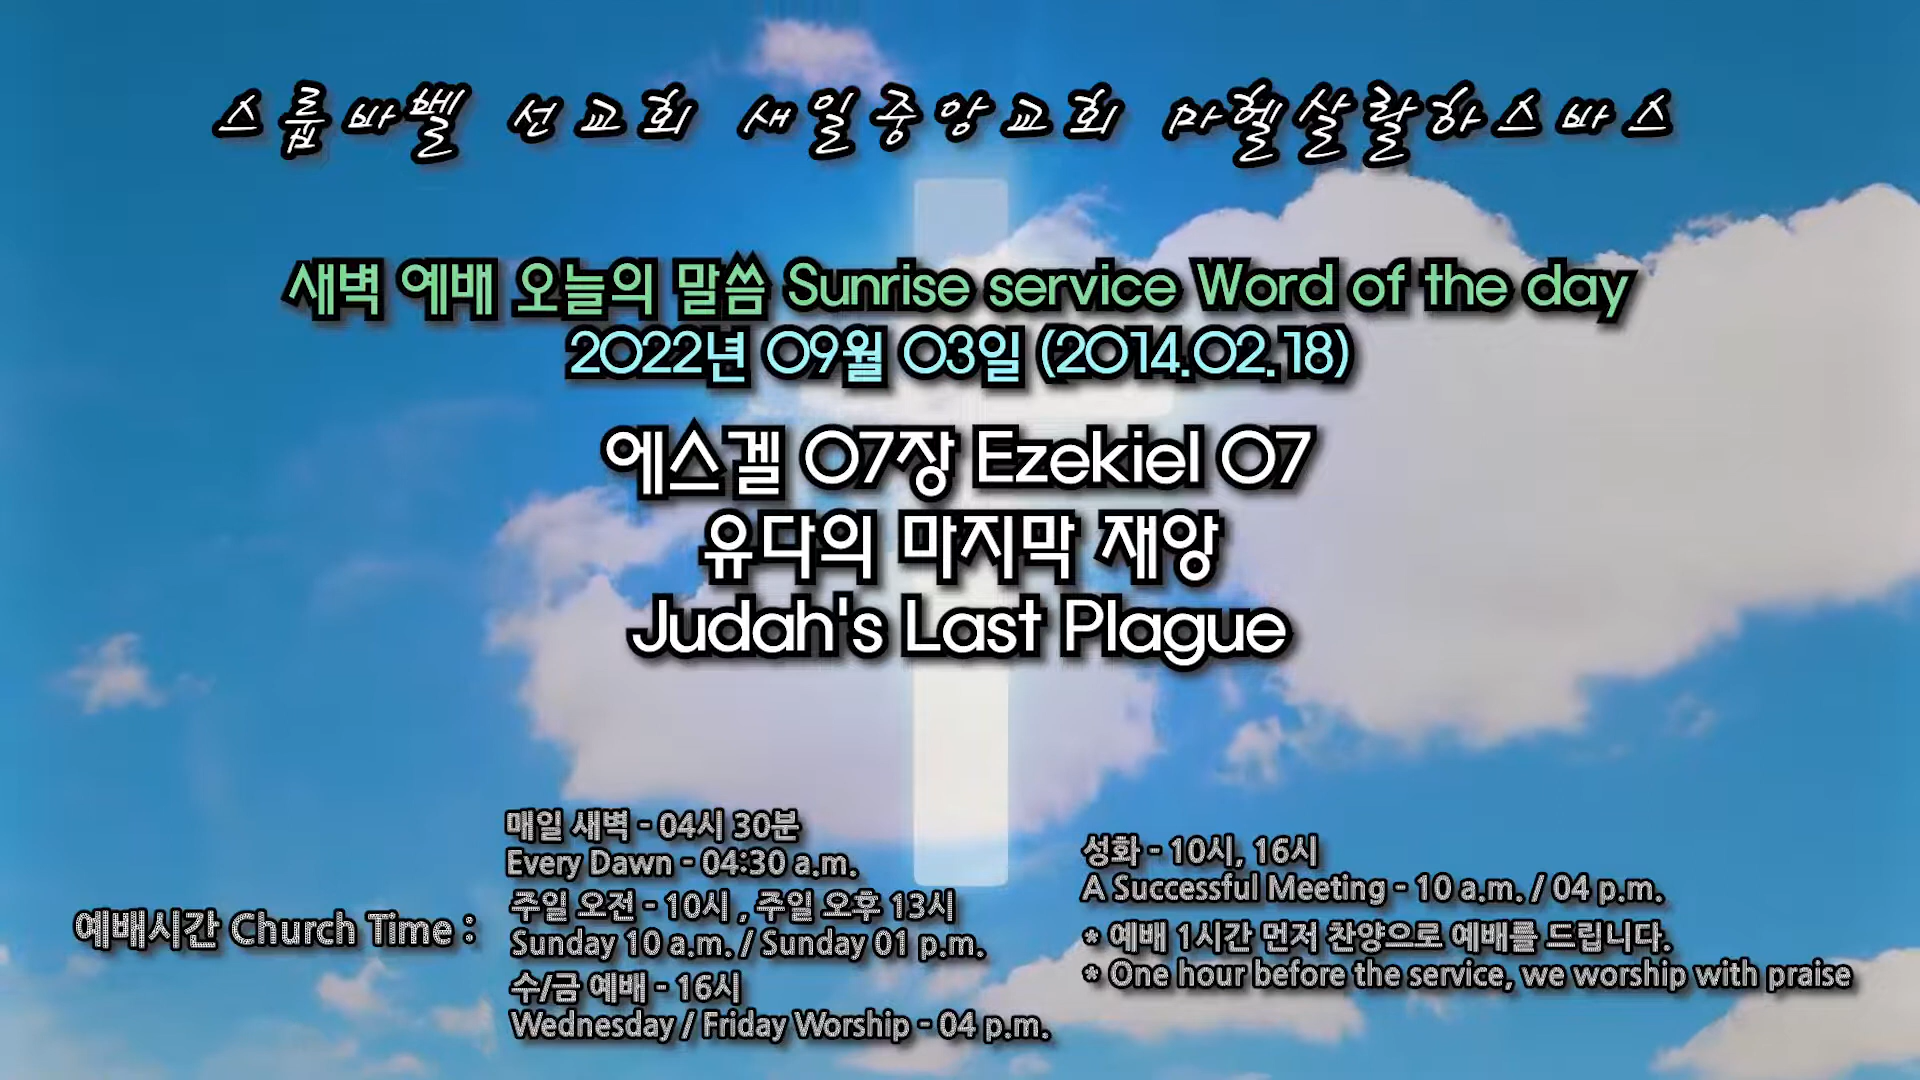 스룹바벨 선교회 새일중앙교회 마헬살랄하스바스
새벽 예배 오늘의 말씀 Sunrise service Word of the day
2022년 09월 03일 (2014.02.18)
에스겔 07장 Ezekiel 07
유다의 마지막 재앙
Judah's Last Plague
예배시간 Church Time :
매일 새벽 - 04시 30분
Every Dawn - 04:30 a.m.
주일 오전 - 10시 , 주일 오후 13시
Sunday 10 a.m. / Sunday 01 p.m.
수/금 예배 - 16시
Wednesday / Friday Worship - 04 p.m.
성화 - 10시, 16시
A Successful Meeting - 10 a.m. / 04 p.m.
* 예배 1시간 먼저 찬양으로 예배를 드립니다.
* One hour before the service, we worship with praise